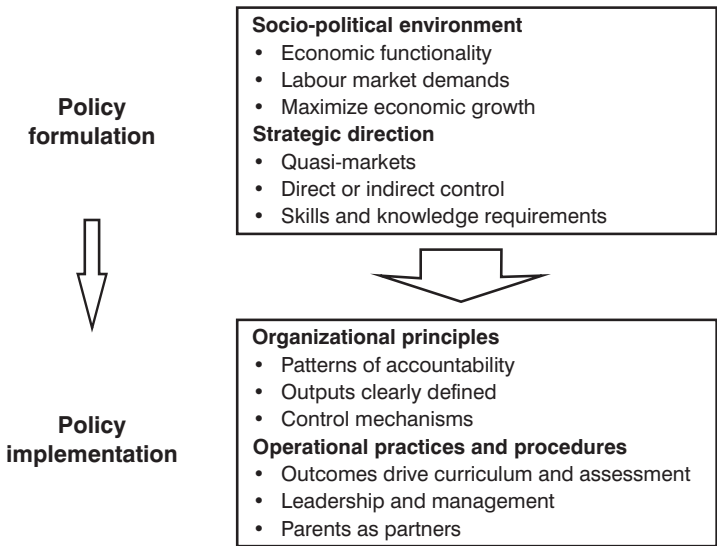 Policy
formulation
Socio-political environment
• Economic functionality
• Labour market demands
• Maximize economic growth
Strategic direction
• Quasi-markets
• Direct or indirect control
• Skills and knowledge requirements
Policy
implementation
Organizational principles
• Patterns of accountability
• Outputs clearly defined
• Control mechanisms
Operational practices and procedures
• Outcomes drive curriculum and assessment
• Leadership and management
• Parents as partners